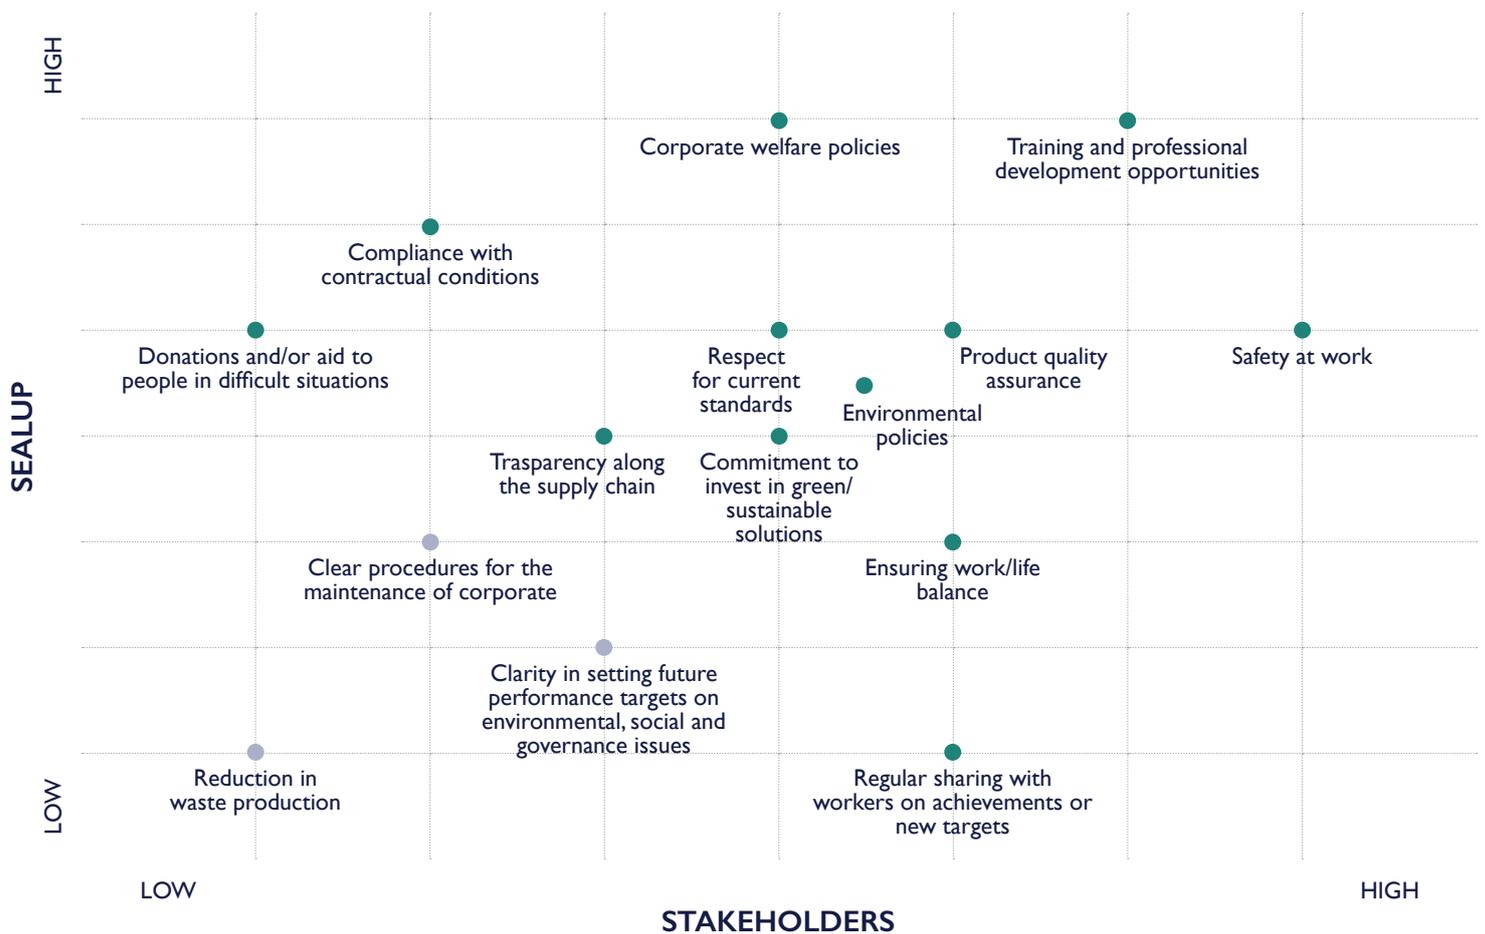 HIGH
Corporate welfare policies
Training and professional
development opportunities
Compliance with
contractual conditions
Donations and/or aid to
people in difficult situations
Respect
for current
standards
Product quality
assurance
Safety at work
Environmental
policies
SEALUP
Trasparency along
the supply chain
Commitment to
invest in green/
sustainable
solutions
Clear procedures for the
maintenance of corporate
Ensuring work/life
balance
Clarity in setting future
performance targets on
environmental, social and
governance issues
Reduction in
waste production
Regular sharing with
workers on achievements or
new targets
LOW
LOW
HIGH
STAKEHOLDERS